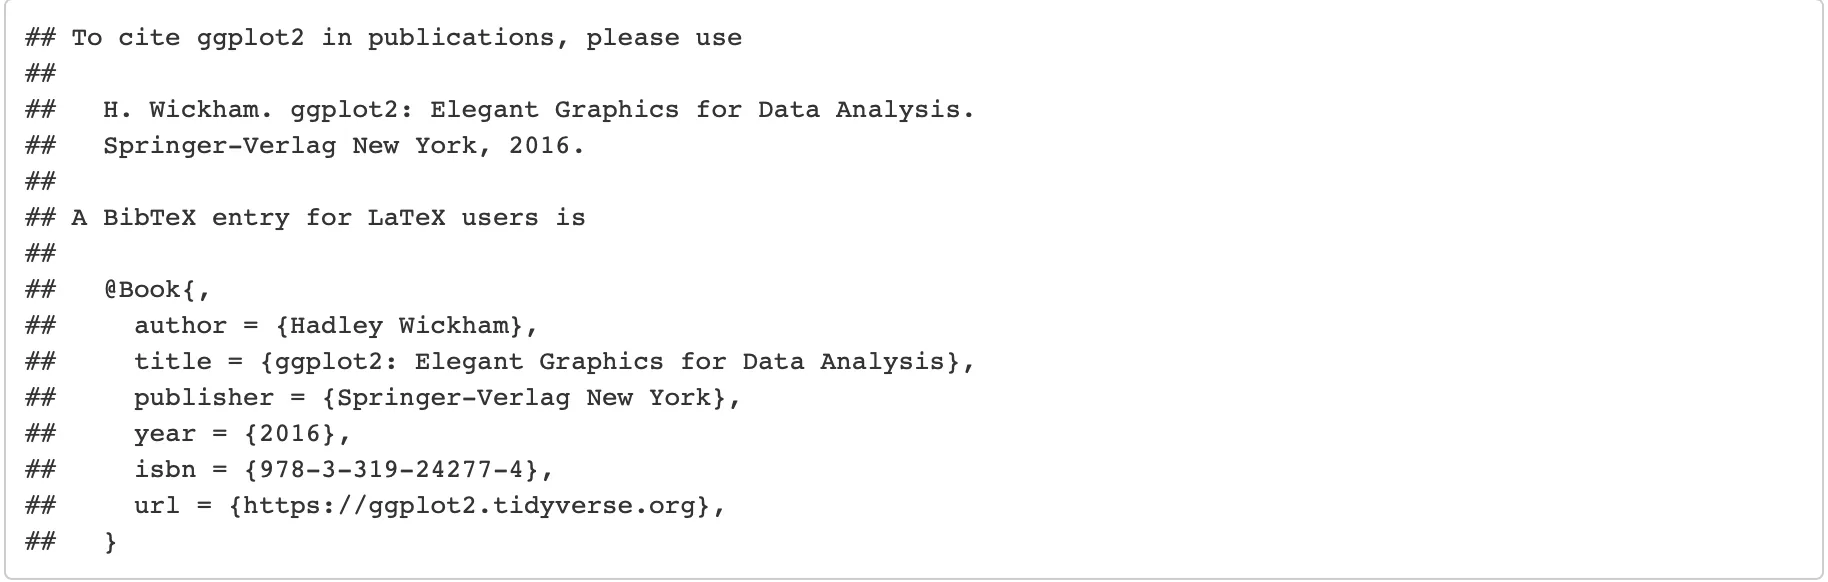 ## To cite ggplot2 in publications, please use
##
##   H. Wickham. ggplot2: Elegant Graphics for Data Analysis.
##   Springer-Verlag New York, 2016.
##
## A BibTeX entry for LaTeX users is
##
##   @Book{,
##     author = {Hadley Wickham},
##     title = {ggplot2: Elegant Graphics for Data Analysis},
##     publisher = {Springer-Verlag New York},
##     year = {2016},
##     isbn = {978-3-319-24277-4},
##     url = {https://ggplot2.tidyverse.org},
##   }